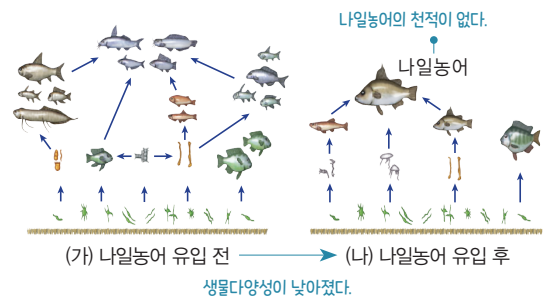 나일농어의 천적이 없다.
나일농어
(가) 나일농어 유입 전
(나) 나일농어 유입 후
생물다양성이 낮아졌다.